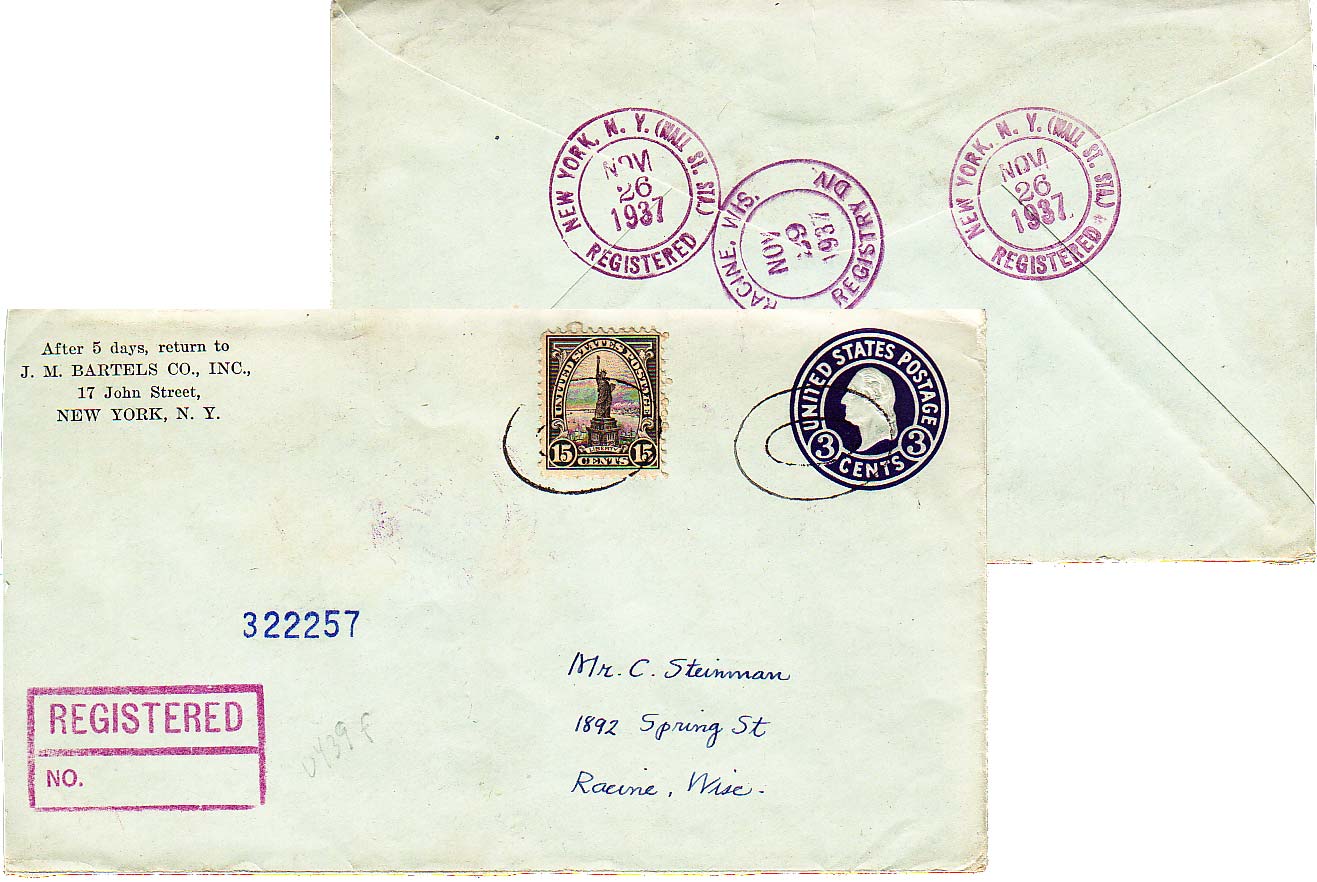 NEW YORK, N. Y. (WALL ST. STA.)
NOV
26
1937
REGISTERED
RACINE, WIS.
NOV
29
1937
REGISTRY DIV.
NEW YORK, N. Y. (WALL ST. STA.)
NOV
26
1937
REGISTERED
After 5 days, return to
J. M. BARTELS CO., INC.,
17 John Street,
NEW YORK, N. Y.
UNITED STATES POSTAGE
LIBERTY
15 CENTS 15
UNITED STATES POSTAGE
3 CENTS 3
322257
REGISTERED
NO.
U439 F
Mr. C. Steinman
1892 Spring St
Racine, Wisc.